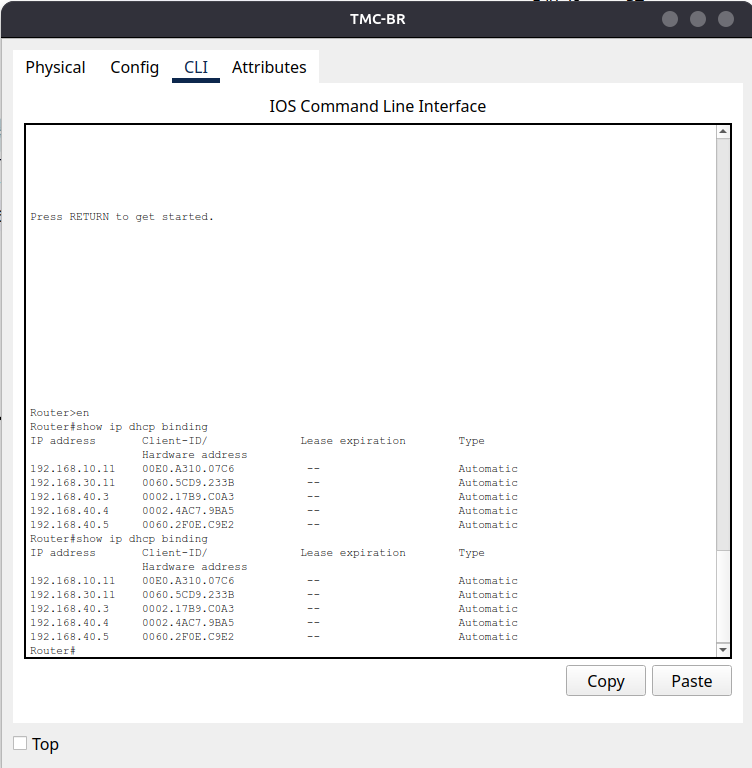 TMC-BR
Physical Config CLI Attributes
IOS Command Line Interface
Press RETURN to get started.
Router>en
Router#show ip dhcp binding
IP address Client-ID/ Lease expiration Type
Hardware address
192.168.10.11 00E0.A310.07C6 -- Automatic
192.168.30.11 0060.5CD9.233B -- Automatic
192.168.40.3 0002.17B9.C0A3 -- Automatic
192.168.40.4 0002.4AC7.9BA5 -- Automatic
192.168.40.5 0060.2F0E.C9E2 -- Automatic
Router#show ip dhcp binding
IP address Client-ID/ Lease expiration Type
Hardware address
192.168.10.11 00E0.A310.07C6 -- Automatic
192.168.30.11 0060.5CD9.233B -- Automatic
192.168.40.3 0002.17B9.C0A3 -- Automatic
192.168.40.4 0002.4AC7.9BA5 -- Automatic
192.168.40.5 0060.2F0E.C9E2 -- Automatic
Router#
Copy Paste
Top